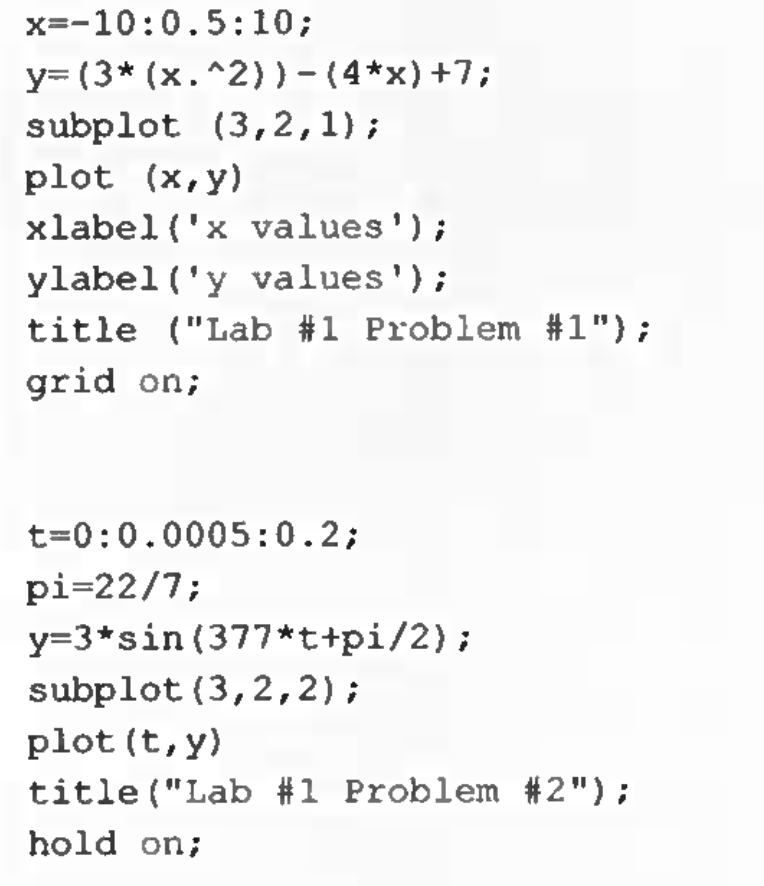 x=-10:0.5:10;
y=(3*(x.^2))-(4*x)+7;
subplot (3,2,1);
plot (x,y)
xlabel('x values');
ylabel('y values');
title ("Lab #1 Problem #1");
grid on;
t=0:0.0005:0.2;
pi=22/7;
y=3*sin(377*t+pi/2);
subplot(3,2,2);
plot(t,y)
title("Lab #1 Problem #2");
hold on;